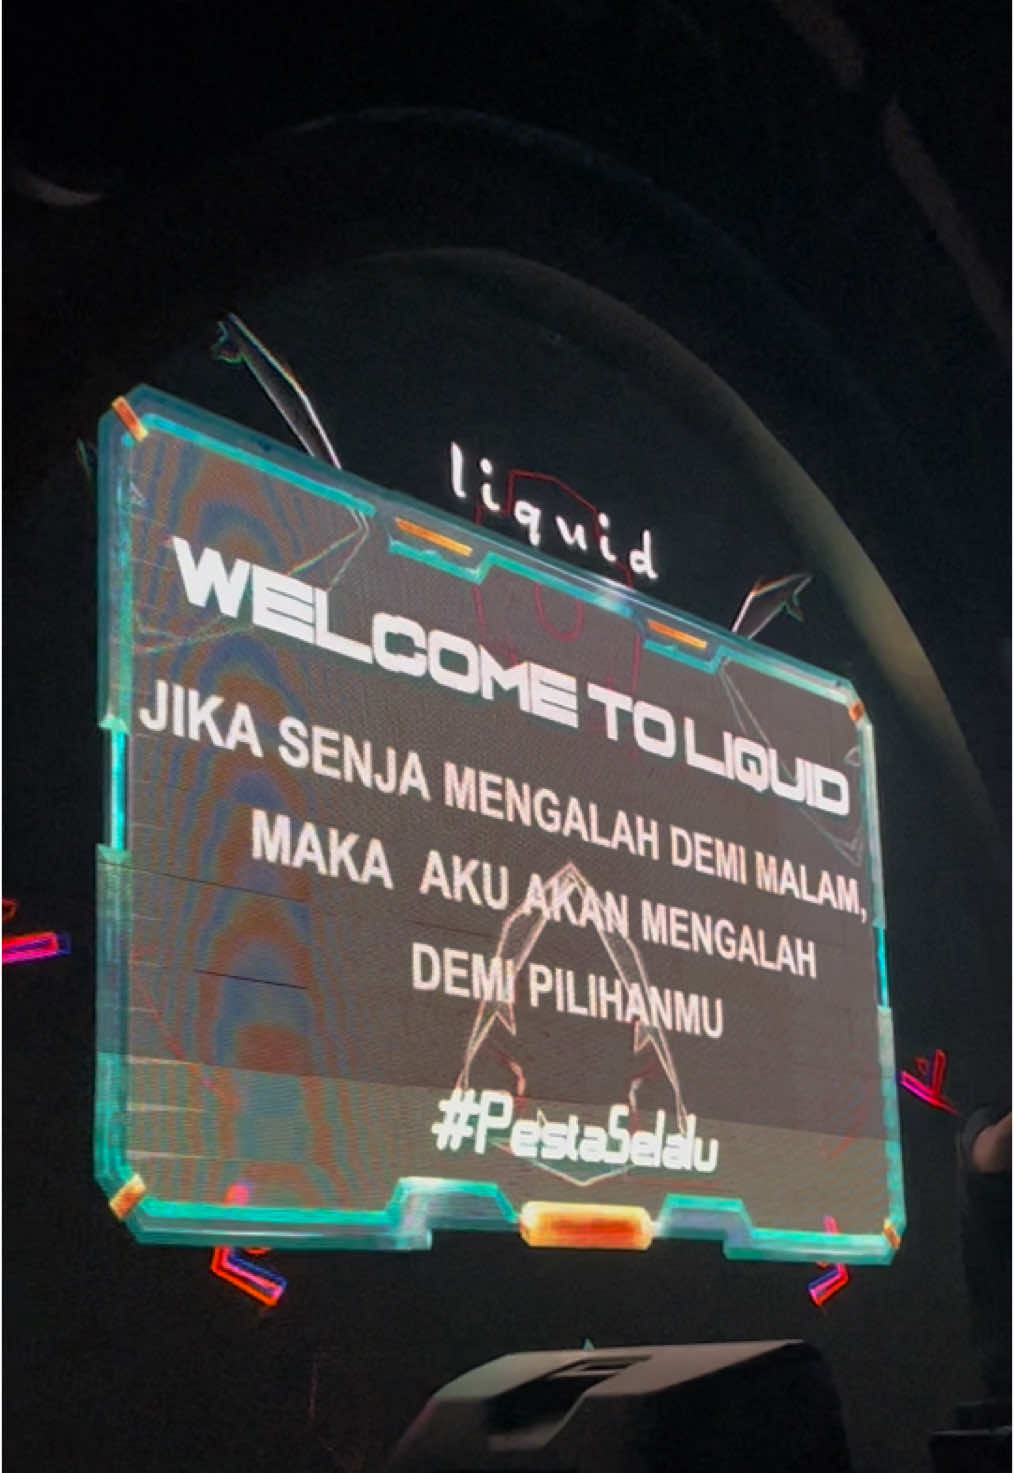 liquid
WELCOME TO LIQUID
JIKA SENJA MENGALAH DEMI MALAM,
MAKA AKU AKAN MENGALAH
DEMI PILIHANMU
#PestaSelalu